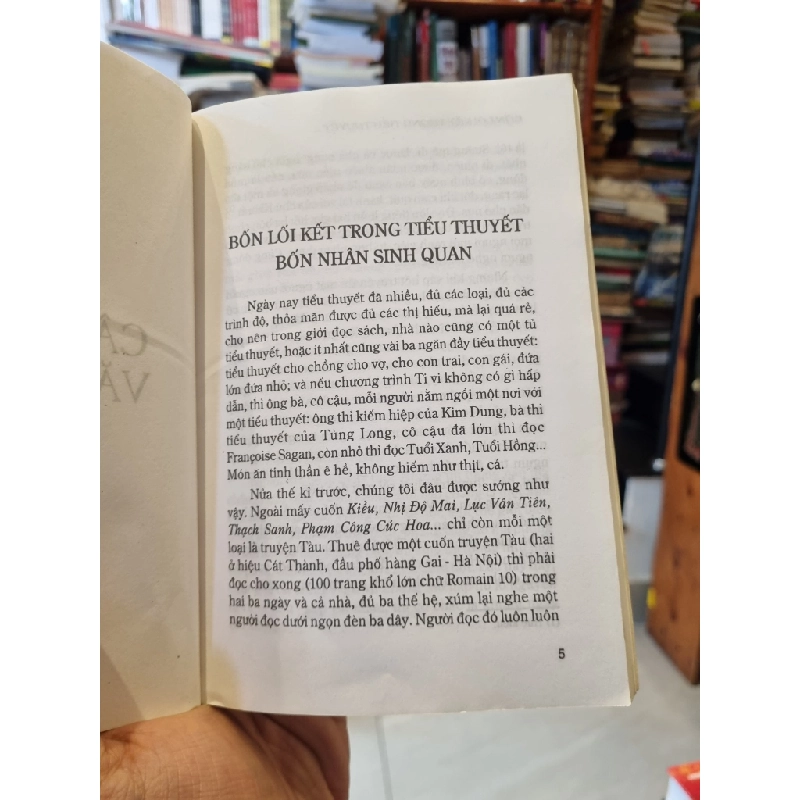 BỐN LỐI KẾT TRONG TIỂU THUYẾT
BỐN NHÂN SINH QUAN
Ngày nay tiểu thuyết đã nhiều, đủ các loại, đủ các
trình độ, thỏa mãn được đủ các thị hiếu, mà lại quá rẻ,
cho nên trong giới đọc sách, nhà nào cũng có một tủ
tiểu thuyết, hoặc ít nhất cũng vài ba ngăn đầy tiểu thuyết:
tiểu thuyết cho chồng cho vợ, cho con trai, con gái, đứa
lớn đứa nhỏ; và nếu chương trình Ti vi không có gì hấp
dẫn, thì ông bà, cô cậu, mỗi người nằm ngồi một nơi với
một tiểu thuyết: ông thì kiếm hiệp của Kim Dung, bà thì
tiểu thuyết của Tùng Long, cô cậu đã lớn thì đọc
Françoise Sagan, con nhỏ thì đọc Tuổi Xanh, Tuổi Hồng...
Món ăn tinh thần ê hề, không hiếm như thịt, cá.
Nửa thế kỉ trước, chúng tôi đâu được sướng như
vậy. Ngoài mấy cuốn Kiều, Nhị Độ Mai, Lục Vân Tiên,
Thạch Sanh, Phạm Công Cúc Hoa... chỉ còn mỗi một
loại là truyện Tàu. Thuê được một cuốn truyện Tàu (hai
ở hiệu Cát Thành, đầu phố hàng Gai - Hà Nội) thì phải
đọc cho xong (100 trang khổ lớn chữ Romain 10) trong
hai ba ngày và cả nhà, đủ ba thế hệ, xúm lại nghe một
người đọc dưới ngọn đèn ba dây. Người đọc đó luôn luôn
5